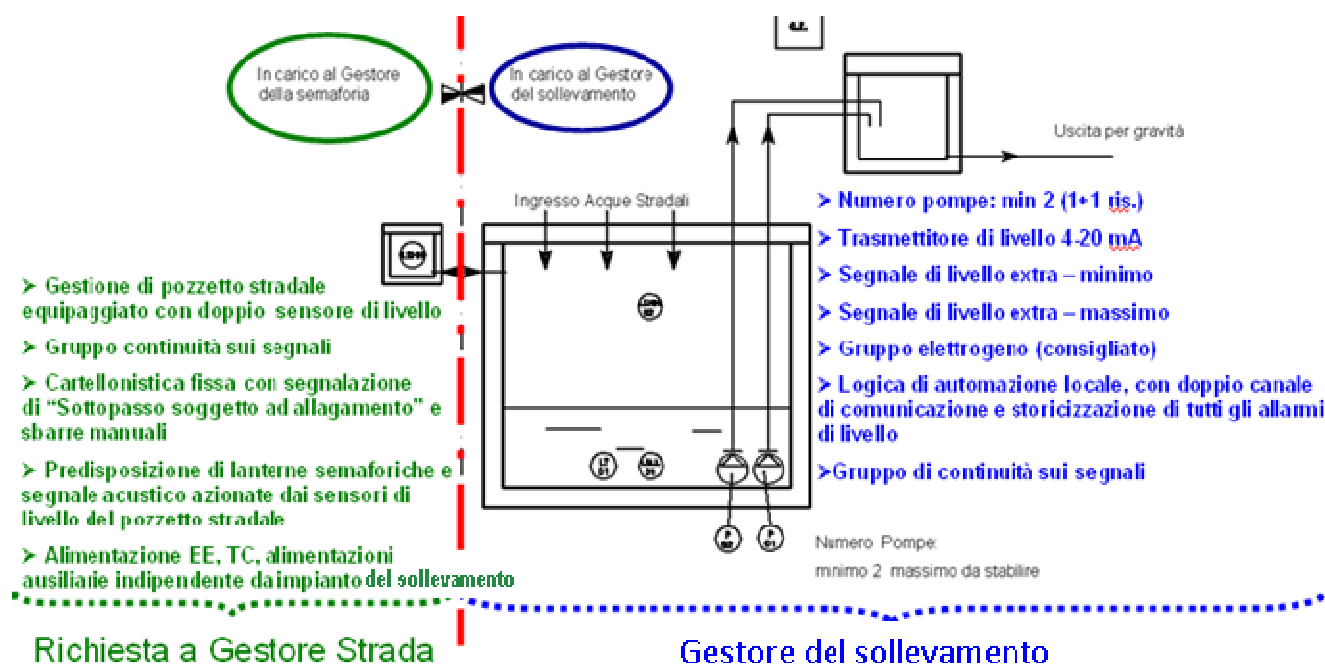 In carico al Gestore
della semaforia
In carico al Gestore
del sollevamento
Uscita per gravità
Ingresso Acque Stradali
➢ Gestione di pozzetto stradale
equipaggiato con doppio sensore di livello
➢ Gruppo continuità sui segnali
➢ Cartellonistica fissa con segnalazione
di “Sottopasso soggetto ad allagamento” e
sbarre manuali
➢ Predisposizione di lanterne semaforiche e
segnale acustico azionate dai sensori di
livello del pozzetto stradale
➢ Alimentazione EE, TC, alimentazioni
ausiliarie indipendente da impianto del sollevamento
➢ Numero pompe: min 2 (1+1 ris.)
➢ Trasmettitore di livello 4-20 mA
➢ Segnale di livello extra – minimo
➢ Segnale di livello extra – massimo
➢ Gruppo elettrogeno (consigliato)
➢ Logica di automazione locale, con doppio canale
di comunicazione e storicizzazione di tutti gli allarmi
di livello
➢Gruppo di continuità sui segnali
LT
01
P
02
P
01
Numero Pompe:
minimo 2 massimo da stabilire
Richiesta a Gestore Strada
Gestore del sollevamento